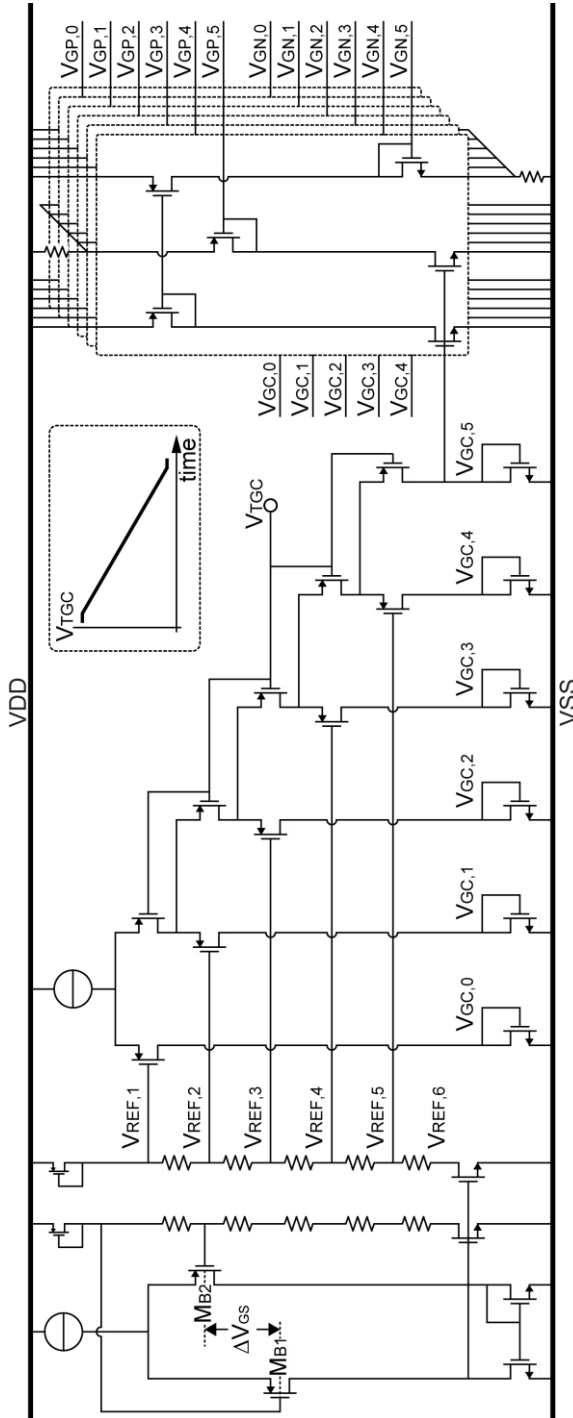 VDD
VSS
VTGC
time
VTGC
VREF,1
VREF,2
VREF,3
VREF,4
VREF,5
VREF,6
MB2
ΔVGS
MB1
VGC,0
VGC,1
VGC,2
VGC,3
VGC,4
VGC,5
VGC,0
VGC,1
VGC,2
VGC,3
VGC,4
VGP,0
VGP,1
VGP,2
VGP,3
VGP,4
VGP,5
VGN,0
VGN,1
VGN,2
VGN,3
VGN,4
VGN,5